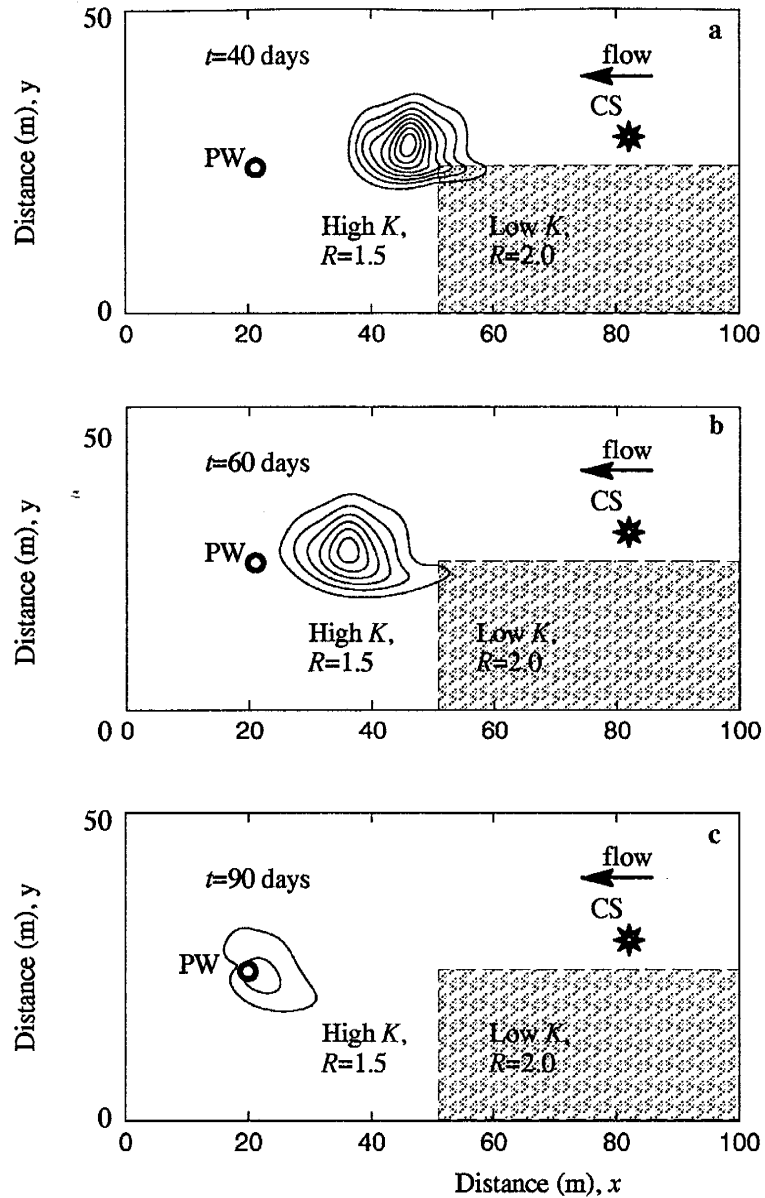 50
a
t=40 days
flow
CS
PW
Distance (m), y
High K,
R=1.5
Low K,
R=2.0
0
0 20 40 60 80 100
50
b
t=60 days
flow
CS
PW
Distance (m), y
High K,
R=1.5
Low K,
R=2.0
0
0 20 40 60 80 100
50
c
t=90 days
flow
CS
PW
Distance (m), y
High K,
R=1.5
Low K,
R=2.0
0
0 20 40 60 80 100
Distance (m), x